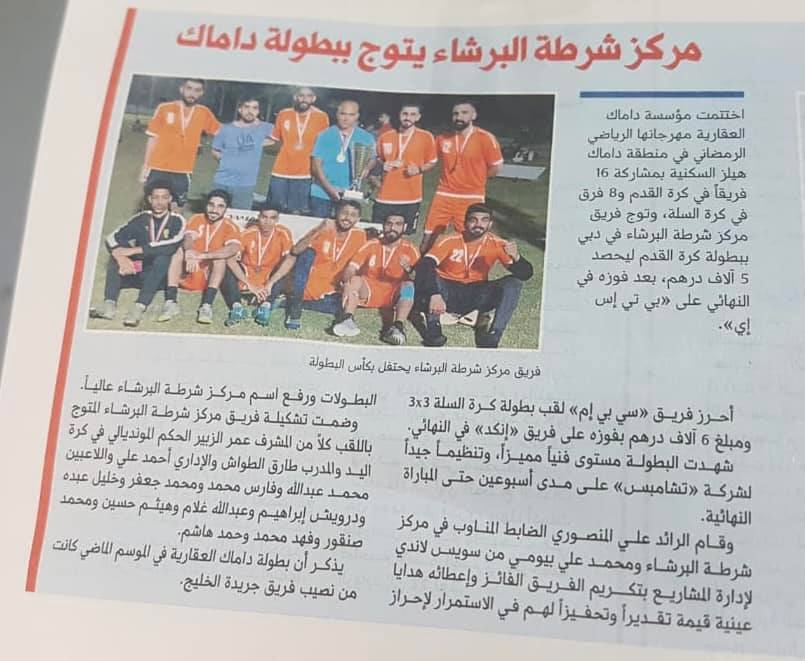 مركز شرطة البرشاء يتوج ببطولة داماك
اختتمت مؤسسة داماك
العقارية مهرجانها الرياضي
الرمضاني في منطقة داماك
هيلز السكنية بمشاركة 16
فريقاً في كرة القدم و8 فرق
في كرة السلة، وتوج فريق
مركز شرطة البرشاء في دبي
ببطولة كرة القدم ليحصد
5 آلاف درهم، بعد فوزه في
النهائي على «بي تي إس
إي».
فريق مركز شرطة البرشاء يحتفل بكأس البطولة
أحرز فريق «سي بي إم» لقب بطولة كرة السلة 3x3
ومبلغ 6 آلاف درهم بفوزه على فريق «إنكد» في النهائي.
شهدت البطولة مستوى فنياً مميزاً، وتنظيماً جيداً
لشركة «تشامبس» على مدى أسبوعين حتى المباراة
النهائية.
وقام الرائد علي المنصوري الضابط المناوب في مركز
شرطة البرشاء ومحمد علي بيومي من سويس لاندي
لإدارة المشاريع بتكريم الفريق الفائز وإعطائه هدايا
عينية قيمة تقديراً وتحفيزاً لهم في الاستمرار لإحراز
البطولات ورفع اسم مركز شرطة البرشاء عالياً.
وضمت تشكيلة فريق مركز شرطة البرشاء المتوج
باللقب كلاً من المشرف عمر الزبير الحكم المونديالي في كرة
اليد والمدرب طارق الطواش والإداري أحمد علي واللاعبين
محمد عبدالله وفارس محمد ومحمد جعفر وخليل عبده
ودرويش إبراهيم وعبدالله غلام وهيثم حسين ومحمد
صنقور وفهد محمد وحمد هاشم.
يذكر أن بطولة داماك العقارية في الموسم الماضي كانت
من نصيب فريق جريدة الخليج.